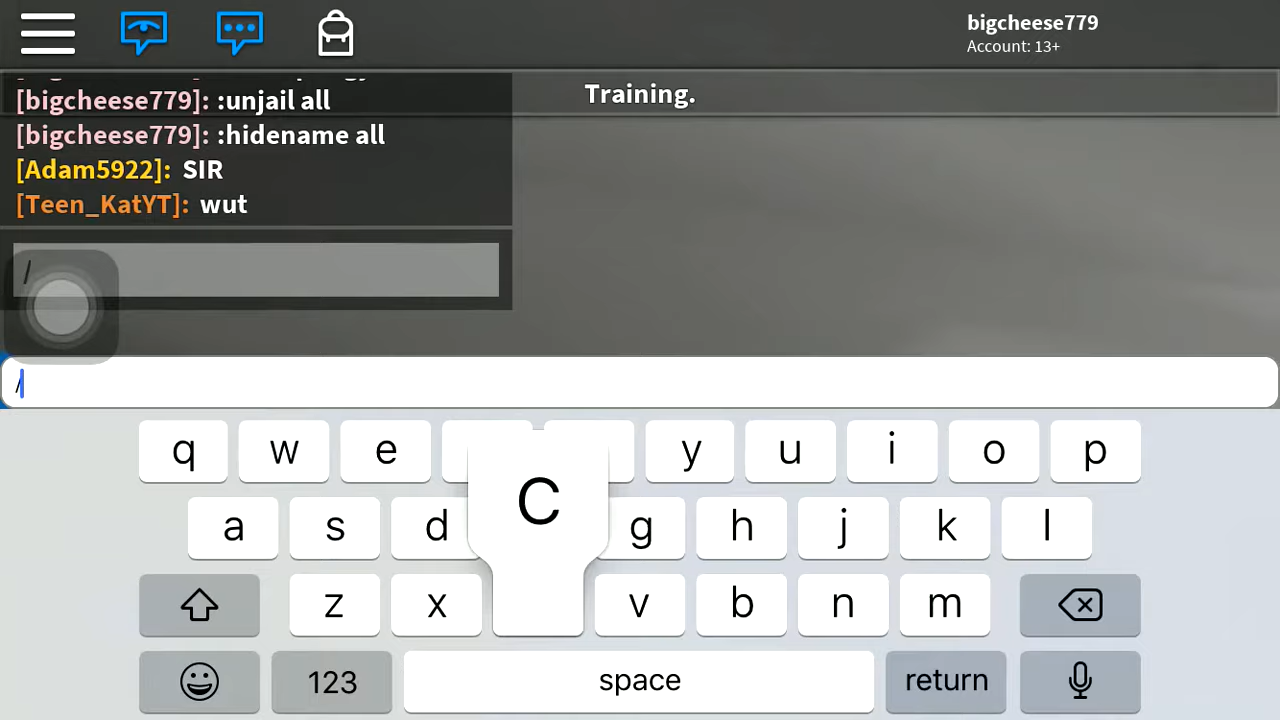 bigcheese779
Account: 13+
Training.
[bigcheese779]: :unjail all
[bigcheese779]: :hidename all
[Adam5922]: SIR
[Teen_KatYT]: wut
/
/
q w e y u i o p
C
a s d g h j k l
z x v b n m
123 space return